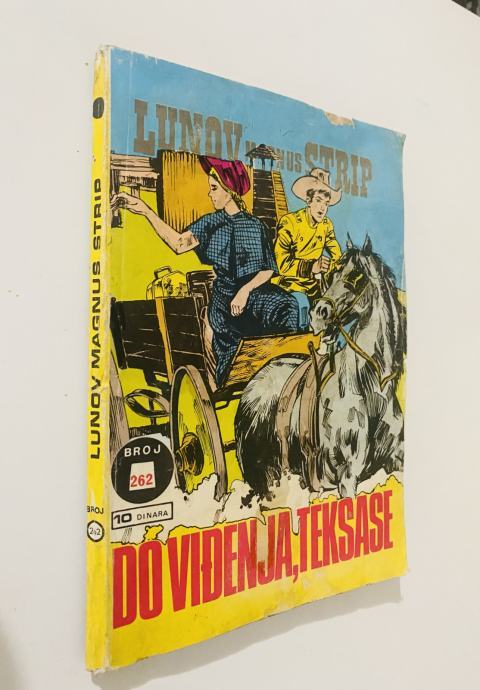 LUNOV MAGNUS STRIP
BROJ
262
10 DINARA
DO VIĐENJA, TEKSASE
LUNOV MAGNUS STRIP
BROJ
262